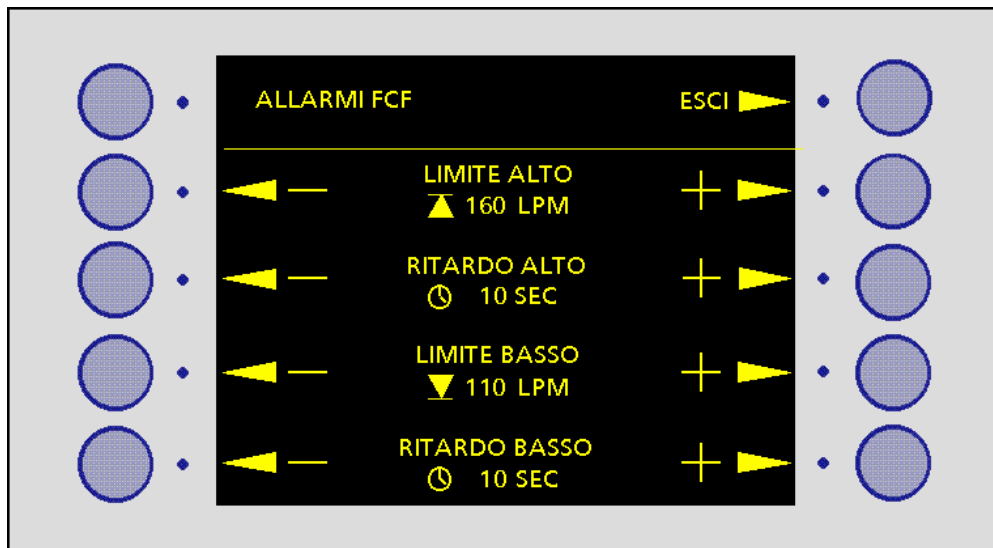 ALLARMI FCF
ESCI
LIMITE ALTO
160 LPM
RITARDO ALTO
10 SEC
LIMITE BASSO
110 LPM
RITARDO BASSO
10 SEC